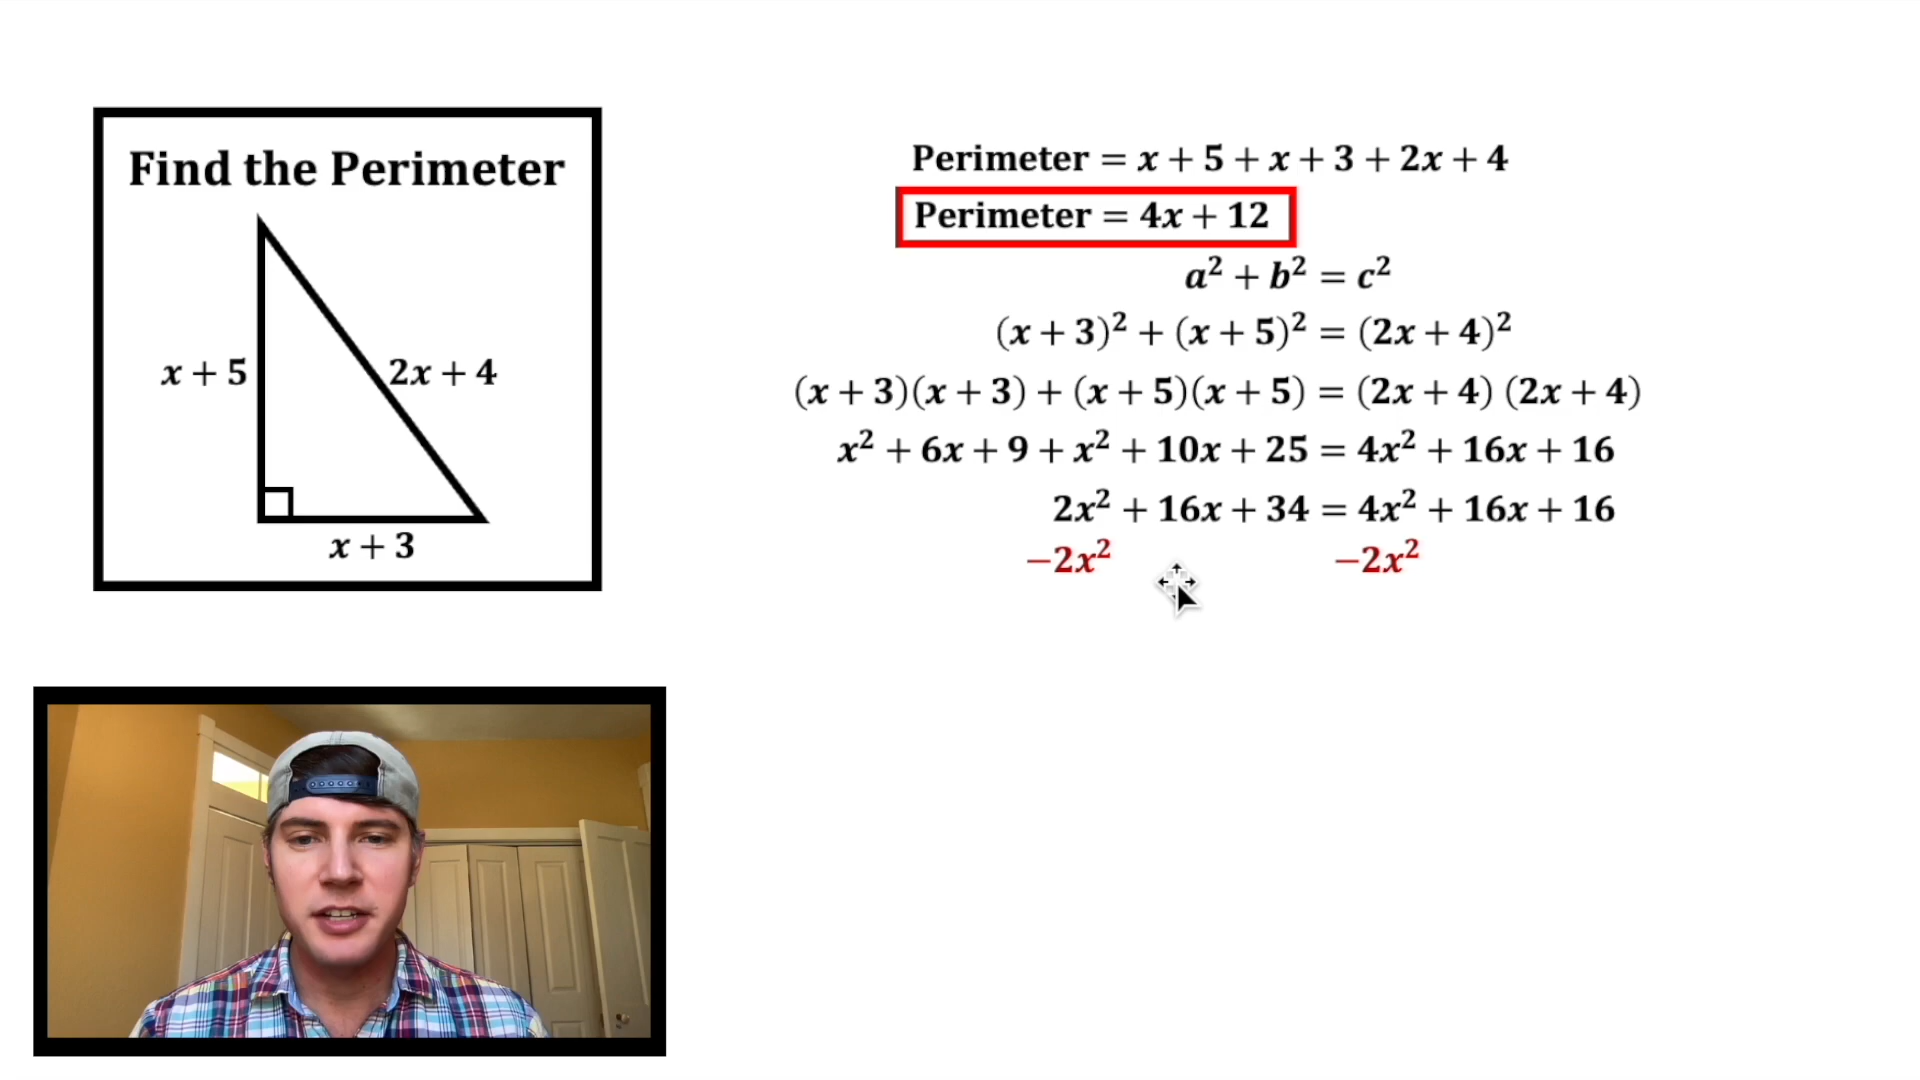 Find the Perimeter
x + 5
2x + 4
x + 3
Perimeter = x + 5 + x + 3 + 2x + 4
Perimeter = 4x + 12
a² + b² = c²
(x + 3)² + (x + 5)² = (2x + 4)²
(x + 3)(x + 3) + (x + 5)(x + 5) = (2x + 4) (2x + 4)
x² + 6x + 9 + x² + 10x + 25 = 4x² + 16x + 16
2x² + 16x + 34 = 4x² + 16x + 16
−2x² −2x²